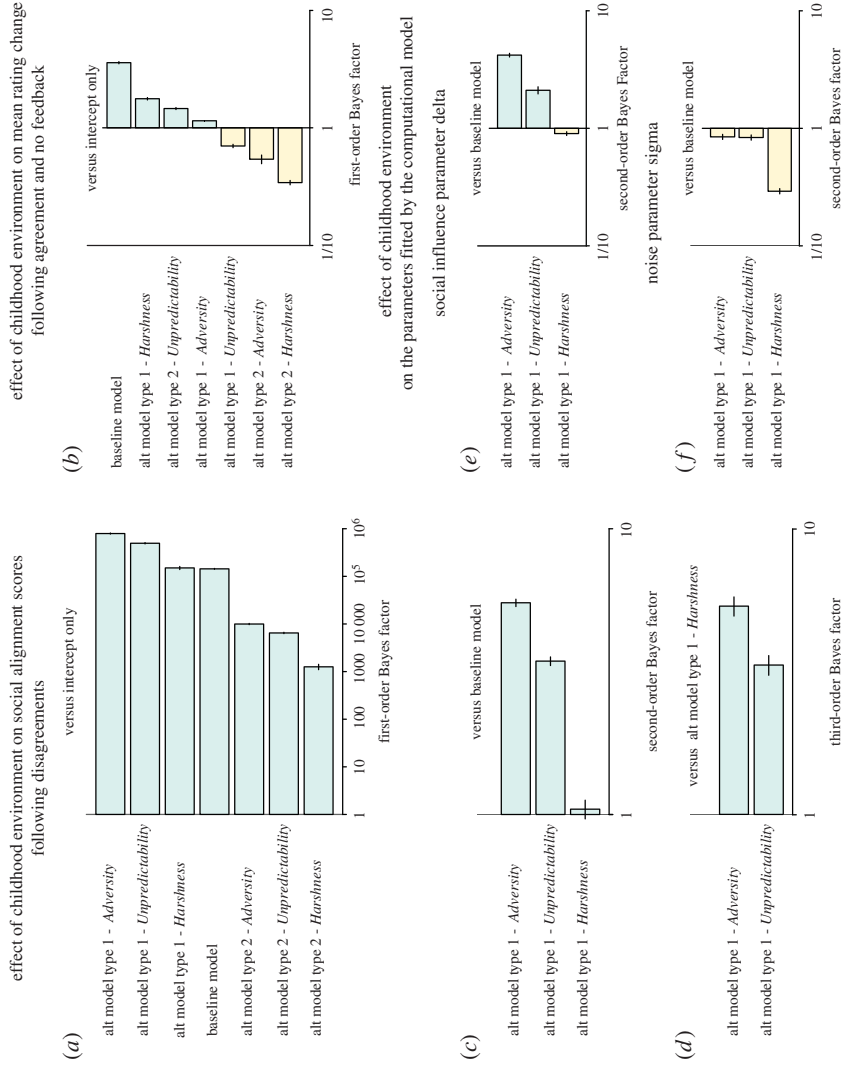 effect of childhood environment on social alignment scores
following disagreements
(a)
versus intercept only
alt model type 1 - Adversity
alt model type 1 - Unpredictability
alt model type 1 - Harshness
baseline model
alt model type 2 - Adversity
alt model type 2 - Unpredictability
alt model type 2 - Harshness
1 10 100 1000 10 000 10⁵ 10⁶
first-order Bayes factor
effect of childhood environment on mean rating change
following agreement and no feedback
(b)
versus intercept only
baseline model
alt model type 1 - Harshness
alt model type 2 - Unpredictability
alt model type 1 - Adversity
alt model type 1 - Unpredictability
alt model type 2 - Adversity
alt model type 2 - Harshness
1/10 1 10
first-order Bayes factor
(c)
versus baseline model
alt model type 1 - Adversity
alt model type 1 - Unpredictability
alt model type 1 - Harshness
1 10
second-order Bayes factor
(d)
versus alt model type 1 - Harshness
alt model type 1 - Adversity
alt model type 1 - Unpredictability
1 10
third-order Bayes factor
effect of childhood environment
on the parameters fitted by the computational model
social influence parameter delta
(e)
versus baseline model
alt model type 1 - Adversity
alt model type 1 - Unpredictability
alt model type 1 - Harshness
1/10 1 10
second-order Bayes Factor
noise parameter sigma
(f)
versus baseline model
alt model type 1 - Adversity
alt model type 1 - Unpredictability
alt model type 1 - Harshness
1/10 1 10
second-order Bayes factor